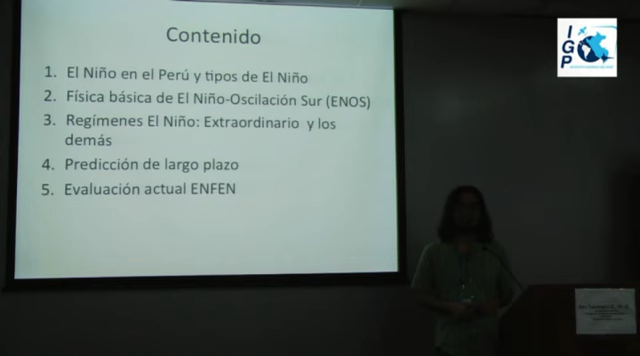 Contenido
1. El Niño en el Perú y tipos de El Niño
2. Física básica de El Niño-Oscilación Sur (ENOS)
3. Regímenes El Niño: Extraordinario y los
demás
4. Predicción de largo plazo
5. Evaluación actual ENFEN
IGP